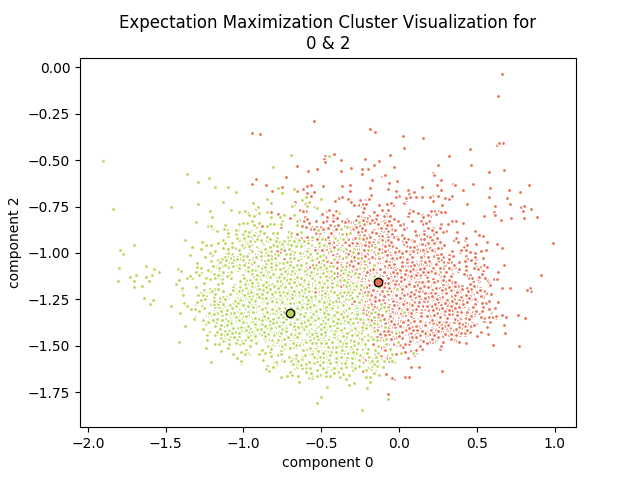 Expectation Maximization Cluster Visualization for
0 & 2
0.00
−0.25
−0.50
−0.75
−1.00
−1.25
−1.50
−1.75
component 2
−2.0 −1.5 −1.0 −0.5 0.0 0.5 1.0
component 0